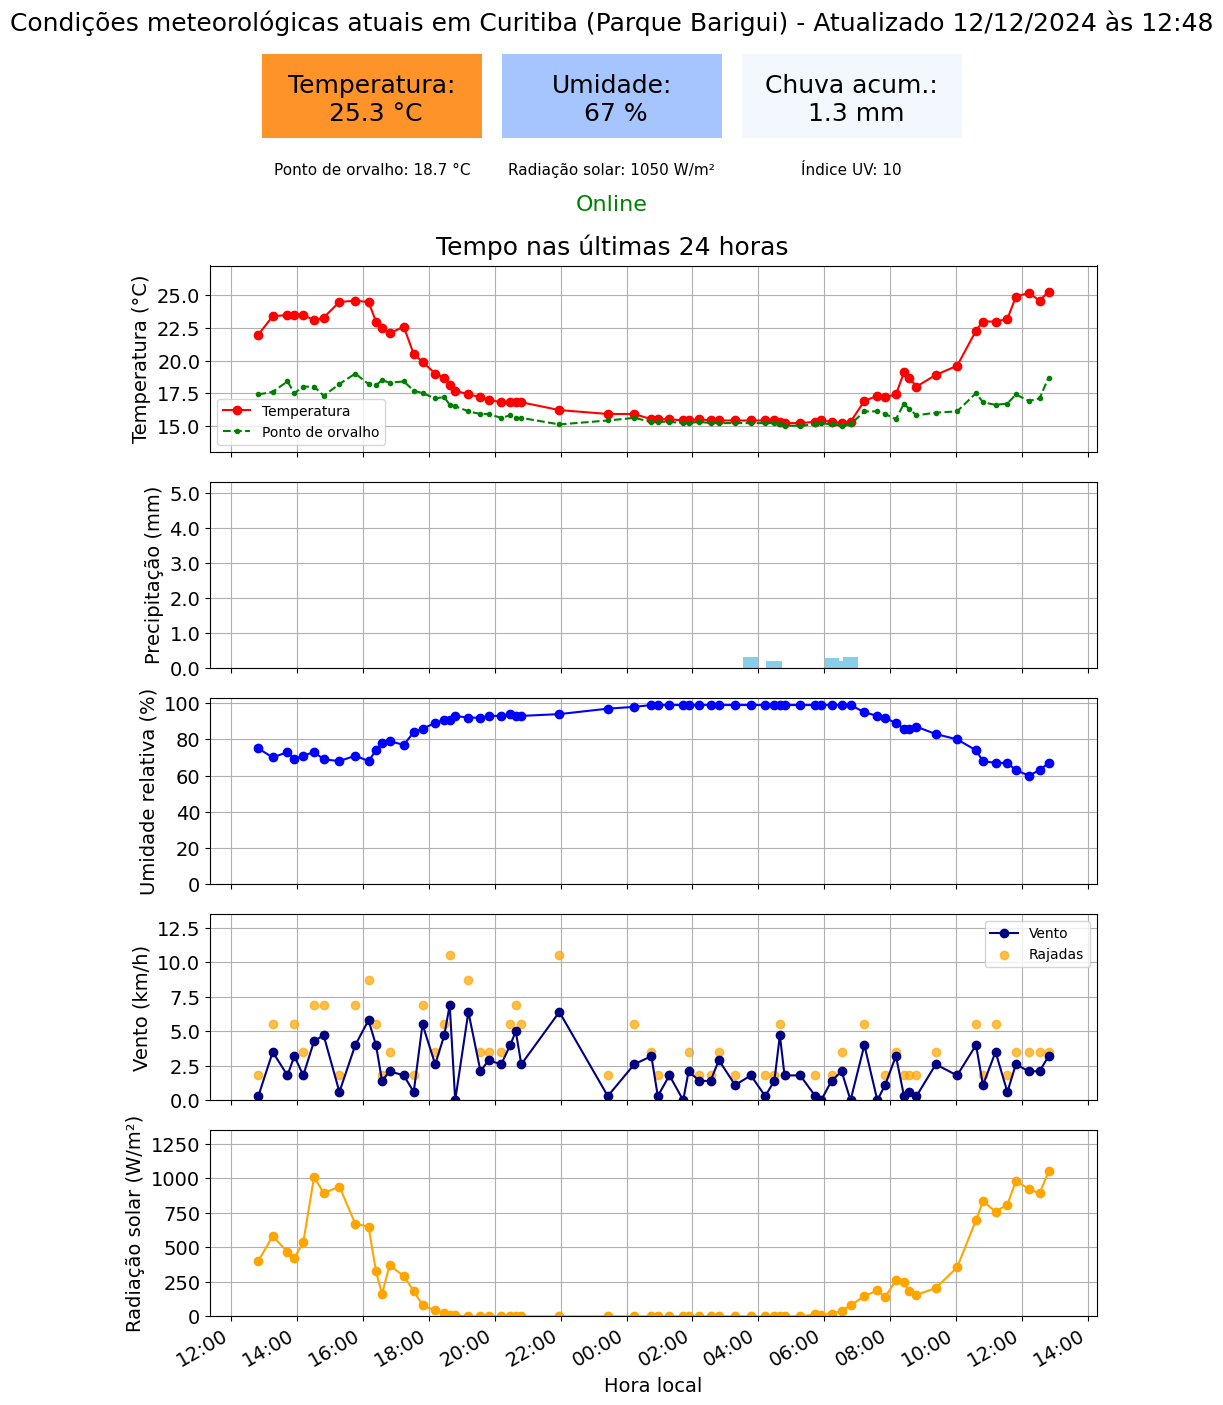 Condições meteorológicas atuais em Curitiba (Parque Barigui) - Atualizado 12/12/2024 às 12:48
Temperatura:
25.3 °C
Umidade:
67 %
Chuva acum.:
1.3 mm
Ponto de orvalho: 18.7 °C
Radiação solar: 1050 W/m²
Índice UV: 10
Online
Tempo nas últimas 24 horas
Temperatura (°C)
25.0
22.5
20.0
17.5
15.0
Temperatura
Ponto de orvalho
Precipitação (mm)
5.0
4.0
3.0
2.0
1.0
0.0
Umidade relativa (%)
100
80
60
40
20
0
Vento (km/h)
12.5
10.0
7.5
5.0
2.5
0.0
Vento
Rajadas
Radiação solar (W/m²)
1250
1000
750
500
250
0
12:00
14:00
16:00
18:00
20:00
22:00
00:00
02:00
04:00
06:00
08:00
10:00
12:00
14:00
Hora local